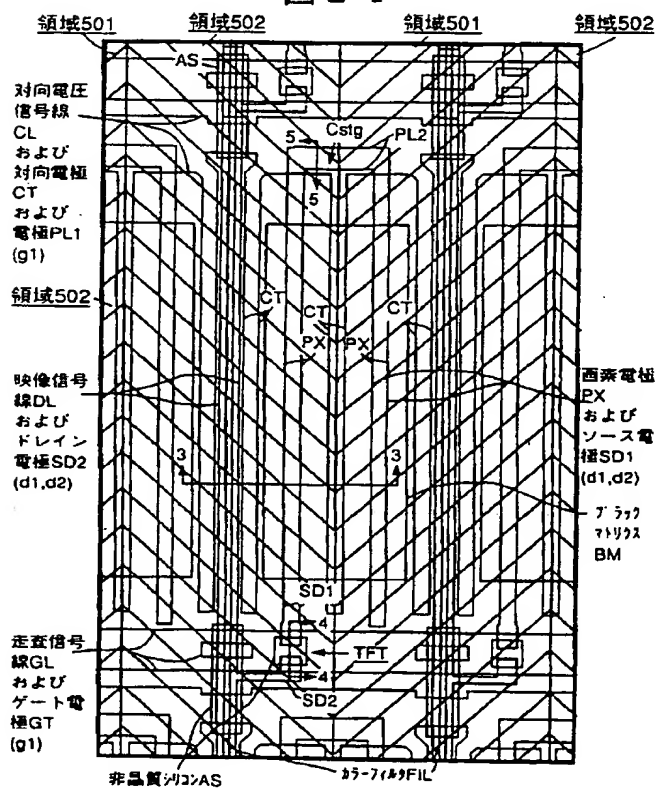 領域501
領域502
領域501
領域502
AS
対向電圧
信号線
CL
および
対向電極
CT
および
電極PL1
(g1)
5
Cstg
PL2
5
領域502
CT
CT
CT
PX
PX
映像信号
線DL
および
ドレイン
電極SD2
(d1,d2)
画素電極
PX
および
ソース電
極SD1
(d1,d2)
3
3
ブラック
マトリクス
BM
SD1
4
TFT
4
SD2
走査信号
線GL
および
ゲート電
極GT
(g1)
非晶質シリコンAS
カラーフィルタFIL